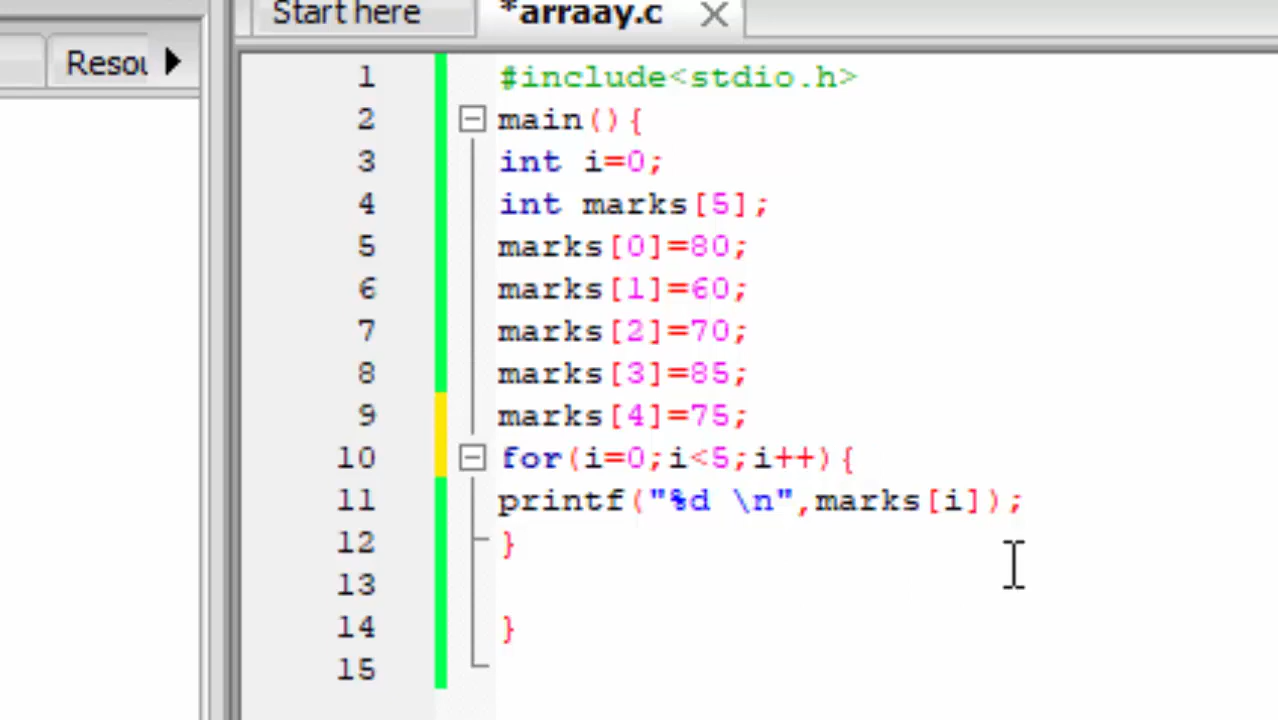 Start here
*arraay.c
Resou
1 #include<stdio.h>
2 main(){
3 int i=0;
4 int marks[5];
5 marks[0]=80;
6 marks[1]=60;
7 marks[2]=70;
8 marks[3]=85;
9 marks[4]=75;
10 for(i=0;i<5;i++){
11 printf("%d \n",marks[i]);
12 }
13
14 }
15